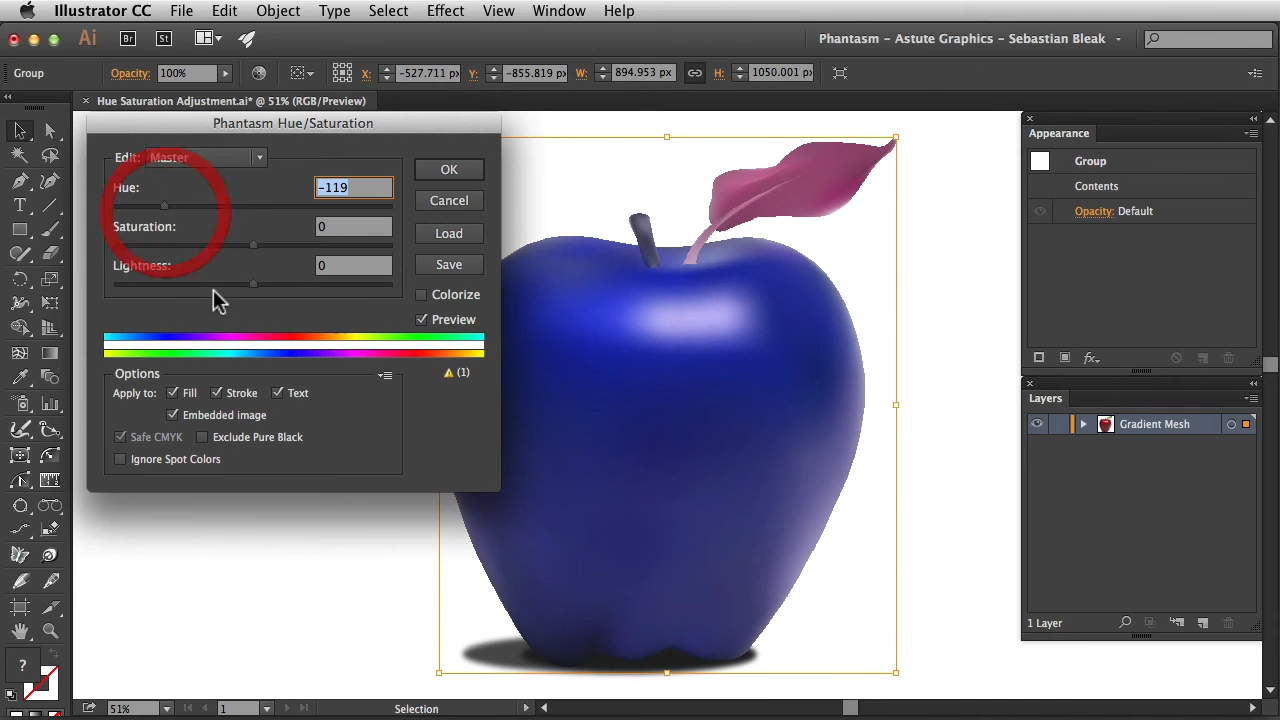 Illustrator CC File Edit Object Type Select Effect View Window Help
Ai Br St Phantasm – Astute Graphics – Sebastian Bleak
Group Opacity: 100% X: -527.711 px Y: -855.819 px W: 894.953 px H: 1050.001 px
Hue Saturation Adjustment.ai* @ 51% (RGB/Preview)
Phantasm Hue/Saturation
Edit: Master
Hue: -119
Saturation: 0
Lightness: 0
OK
Cancel
Load
Save
Colorize
Preview
(1)
Options
Apply to: Fill Stroke Text
Embedded image
Safe CMYK Exclude Pure Black
Ignore Spot Colors
Appearance
Group
Contents
Opacity: Default
fx
Layers
Gradient Mesh
1 Layer
?
51% 1 Selection